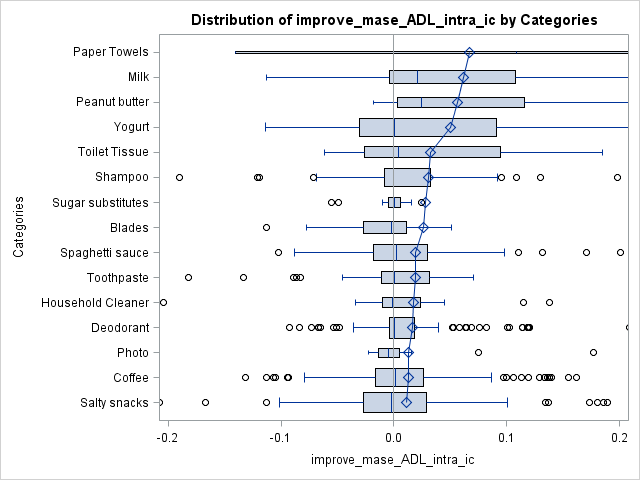 Distribution of improve_mase_ADL_intra_ic by Categories
Paper Towels
Milk
Peanut butter
Yogurt
Toilet Tissue
Shampoo
Sugar substitutes
Blades
Spaghetti sauce
Toothpaste
Household Cleaner
Deodorant
Photo
Coffee
Salty snacks
Categories
-0.2 -0.1 0.0 0.1 0.2
improve_mase_ADL_intra_ic